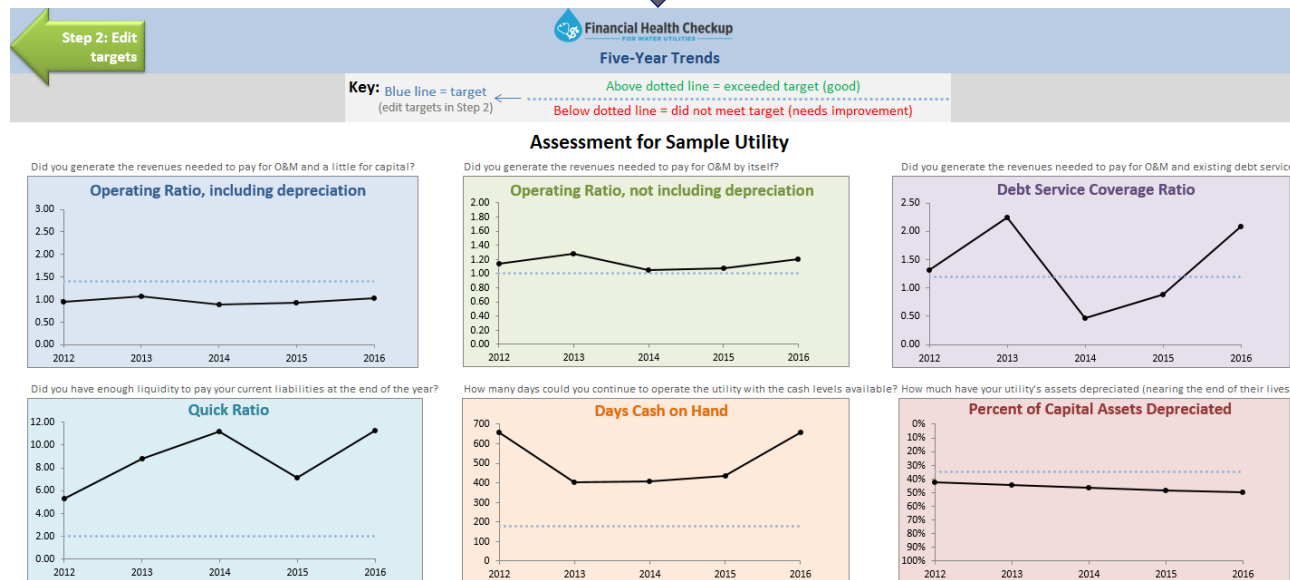 Step 2: Edit
targets
Financial Health Checkup
FOR WATER UTILITIES
Five-Year Trends
Key: Blue line = target
(edit targets in Step 2)
Above dotted line = exceeded target (good)
Below dotted line = did not meet target (needs improvement)
Assessment for Sample Utility
Did you generate the revenues needed to pay for O&M and a little for capital?
Operating Ratio, including depreciation
3.00
2.50
2.00
1.50
1.00
0.50
0.00
2012 2013 2014 2015 2016
Did you generate the revenues needed to pay for O&M by itself?
Operating Ratio, not including depreciation
2.00
1.80
1.60
1.40
1.20
1.00
0.80
0.60
0.40
0.20
0.00
2012 2013 2014 2015 2016
Did you generate the revenues needed to pay for O&M and existing debt service
Debt Service Coverage Ratio
2.50
2.00
1.50
1.00
0.50
0.00
2012 2013 2014 2015 2016
Did you have enough liquidity to pay your current liabilities at the end of the year?
Quick Ratio
12.00
10.00
8.00
6.00
4.00
2.00
0.00
2012 2013 2014 2015 2016
How many days could you continue to operate the utility with the cash levels available?
Days Cash on Hand
700
600
500
400
300
200
100
0
2012 2013 2014 2015 2016
How much have your utility's assets depreciated (nearing the end of their lives
Percent of Capital Assets Depreciated
0%
10%
20%
30%
40%
50%
60%
70%
80%
90%
100%
2012 2013 2014 2015 2016